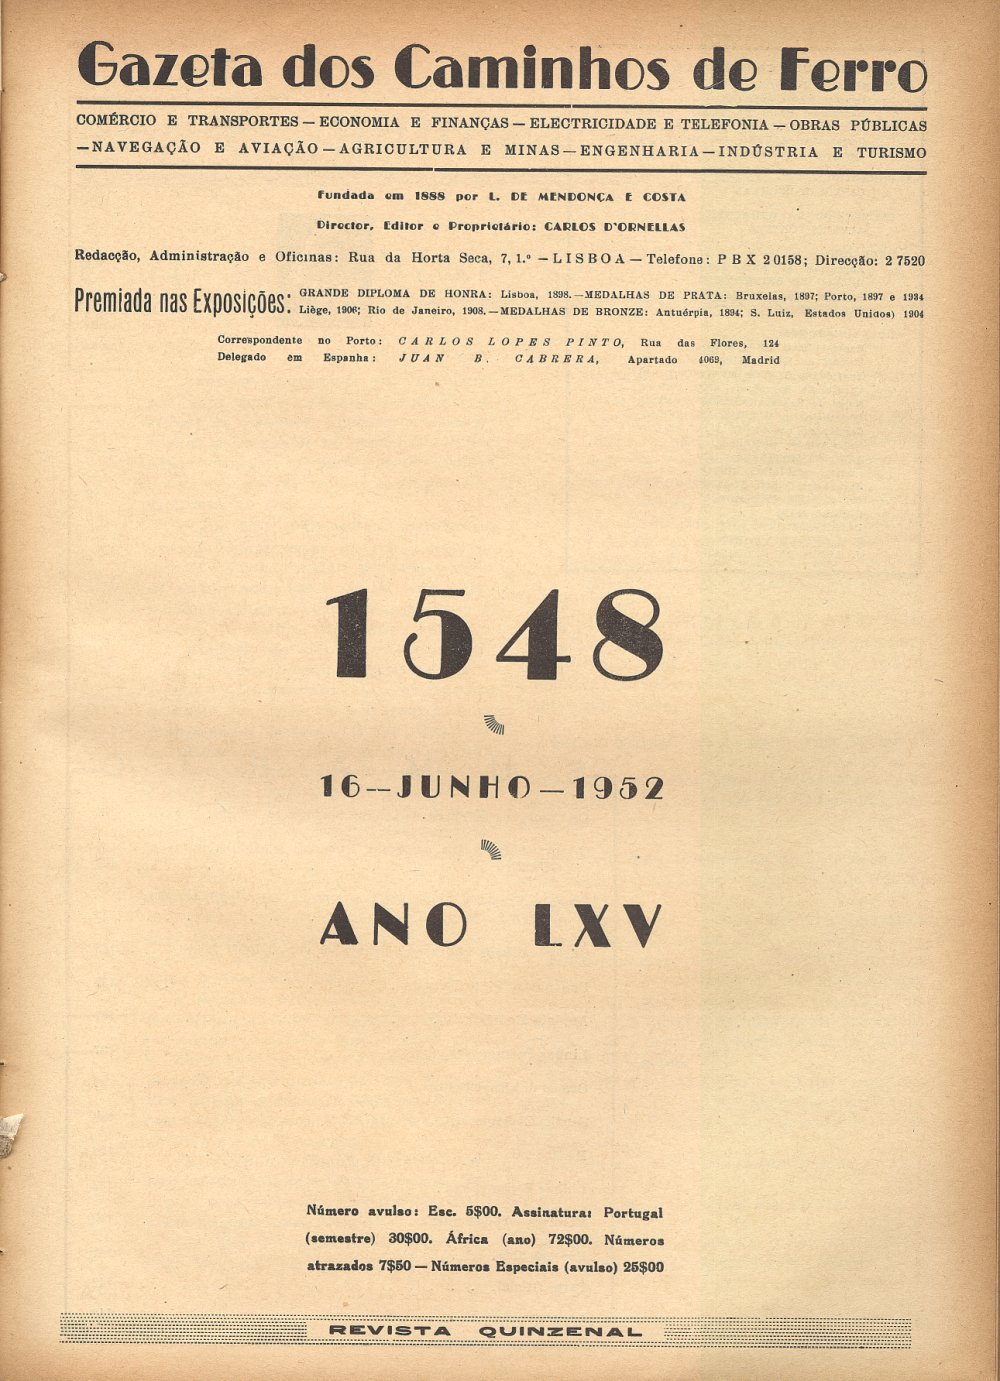 Gazeta dos Caminhos de Ferro
COMÉRCIO E TRANSPORTES — ECONOMIA E FINANÇAS — ELECTRICIDADE E TELEFONIA — OBRAS PÚBLICAS
—NAVEGAÇÃO E AVIAÇÃO — AGRICULTURA E MINAS — ENGENHARIA — INDÚSTRIA E TURISMO
Fundada em 1888 por L. DE MENDONÇA E COSTA
Director, Editor e Proprietário: CARLOS D'ORNELLAS
Redacção, Administração e Oficinas: Rua da Horta Seca, 7, 1.º — LISBOA — Telefone: PBX 20158; Direcção: 27520
Premiada nas Exposições:
GRANDE DIPLOMA DE HONRA: Lisboa, 1898. — MEDALHAS DE PRATA: Bruxelas, 1897; Porto, 1897 e 1934
Liège, 1906; Rio de Janeiro, 1908. — MEDALHAS DE BRONZE: Antuérpia, 1894; S. Luiz, Estados Unidos) 1904
Correspondente no Porto: CARLOS LOPES PINTO, Rua das Flores, 124
Delegado em Espanha: JUAN B. CABRERA, Apartado 4069, Madrid
1548
16—JUNHO—1952
ANO LXV
Número avulso: Esc. 5$00. Assinatura: Portugal
(semestre) 30$00. África (ano) 72$00. Números
atrazados 7$50 — Números Especiais (avulso) 25$00
REVISTA QUINZENAL